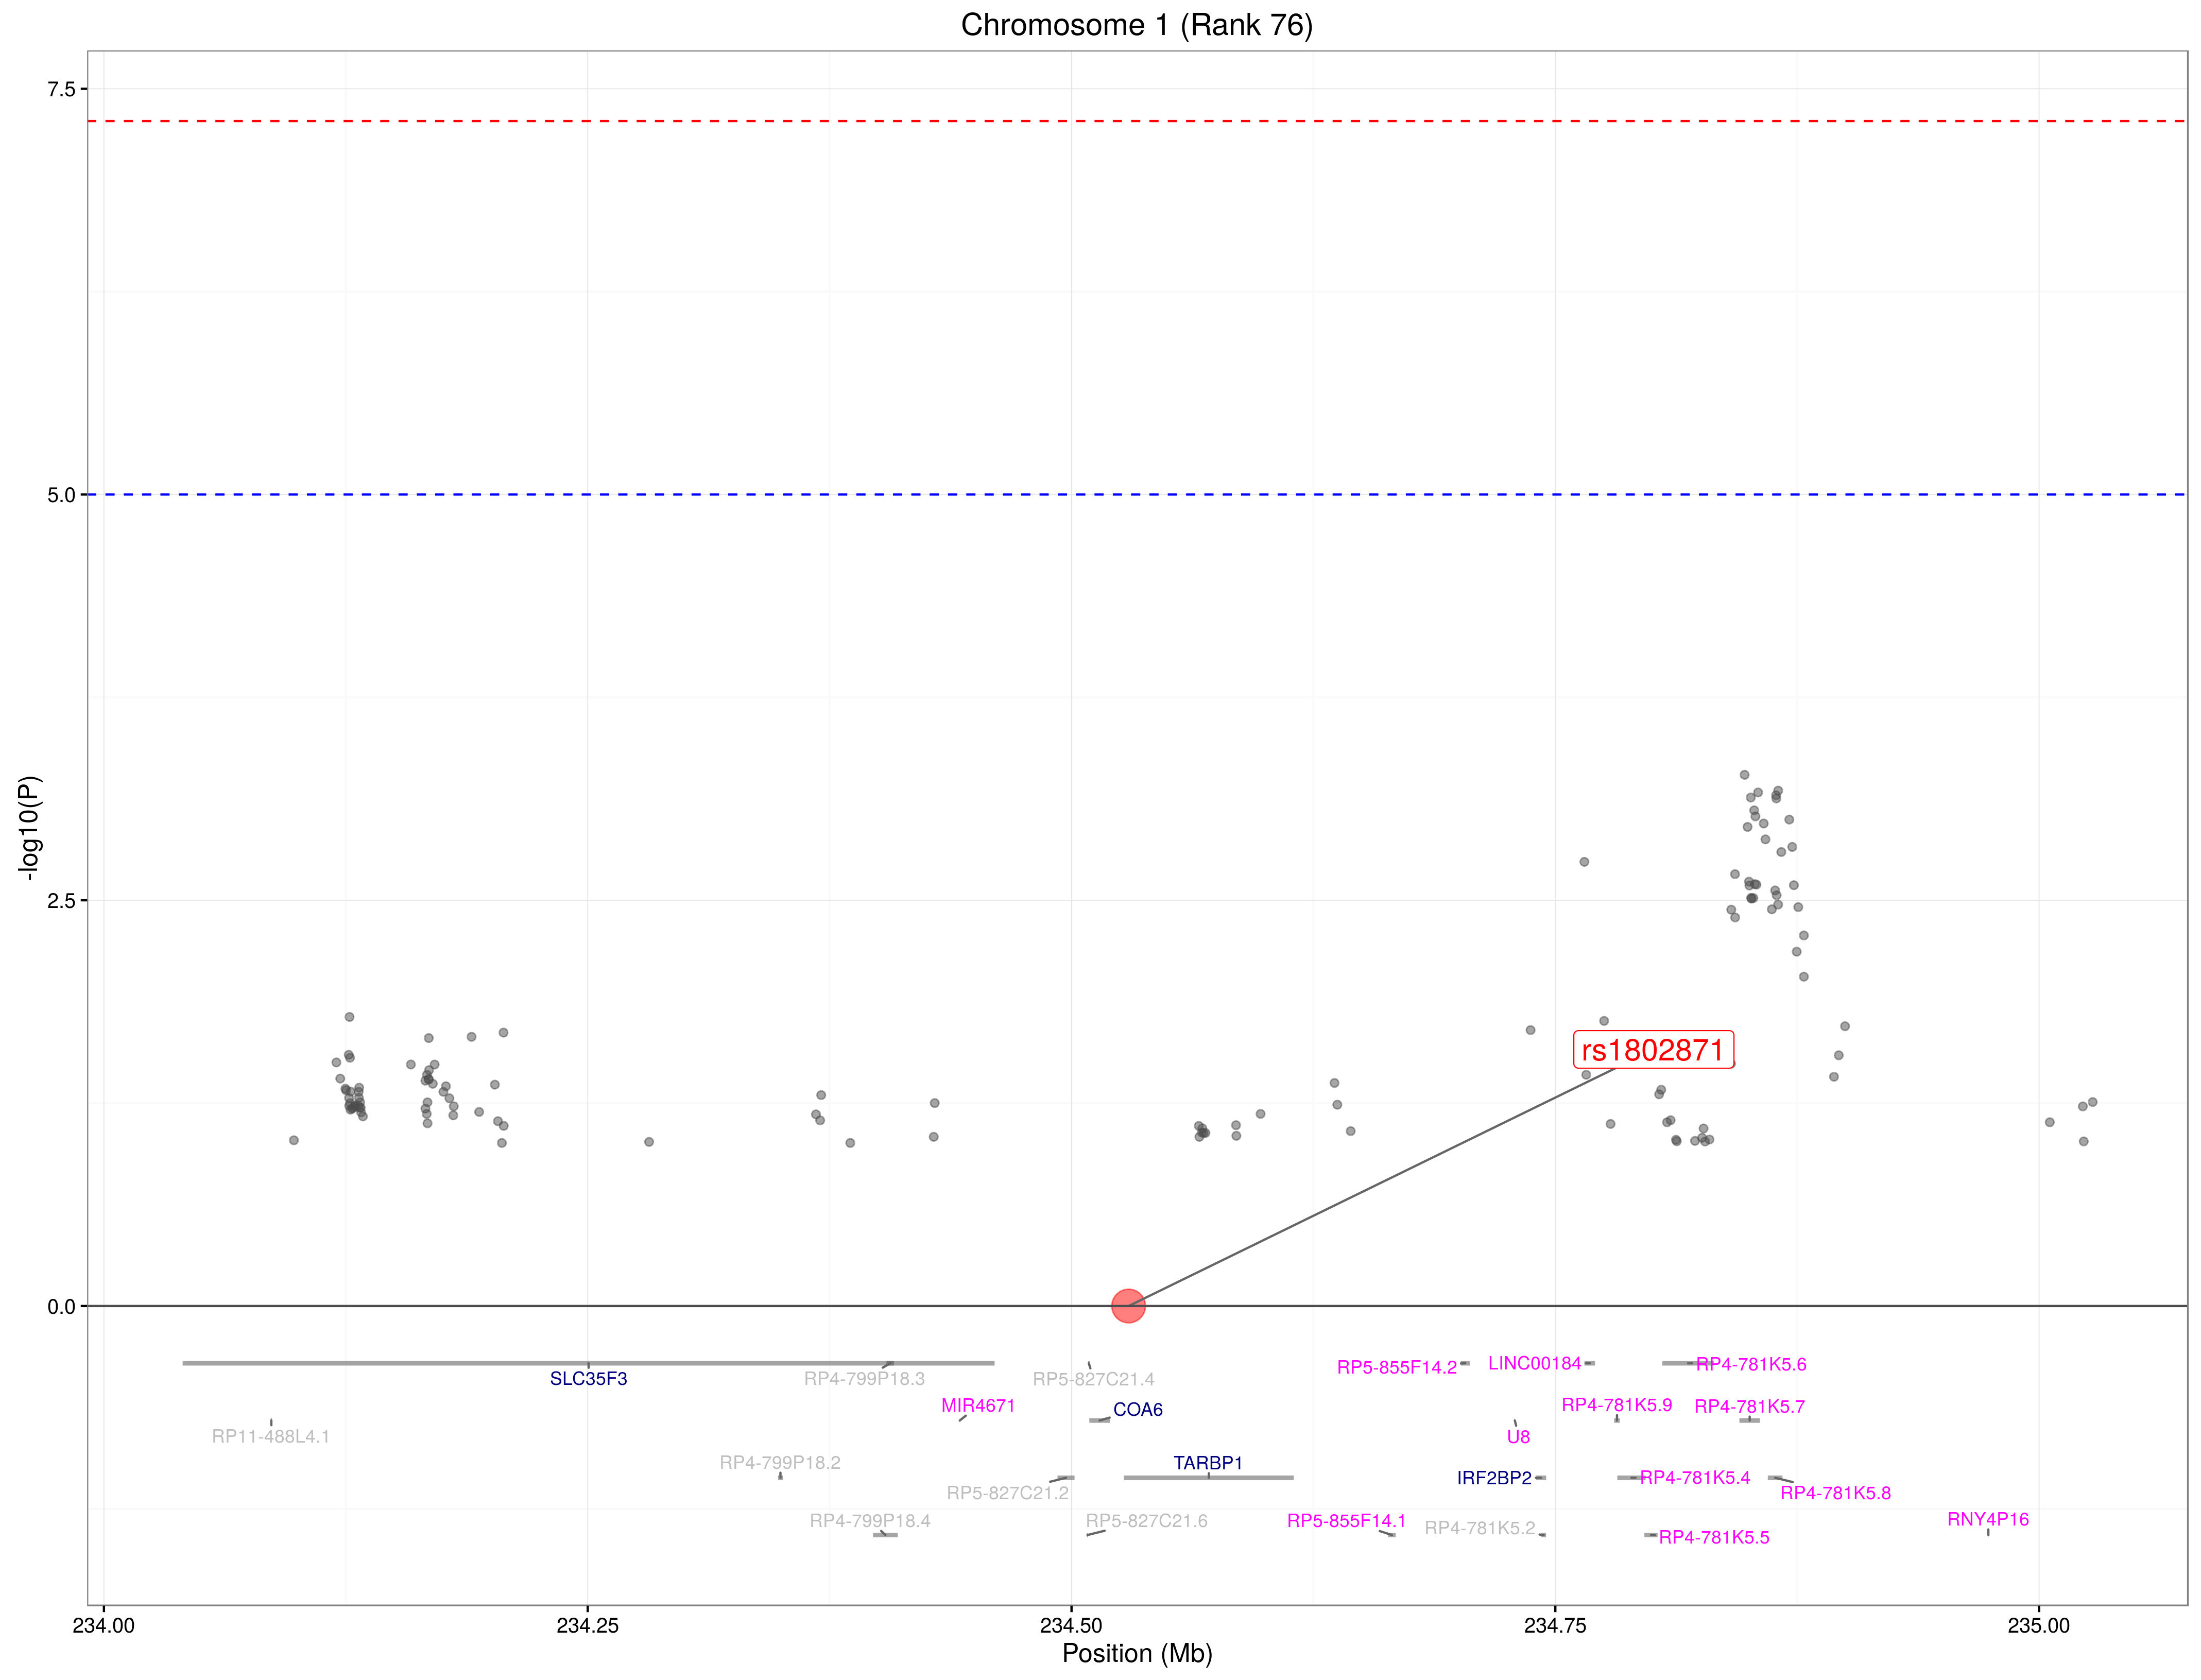 Chromosome 1 (Rank 76)
7.5
5.0
2.5
0.0
-log10(P)
rs1802871
SLC35F3
RP4-799P18.3
RP5-827C21.4
RP5-855F14.2
LINC00184
RP4-781K5.6
RP11-488L4.1
MIR4671
COA6
U8
RP4-781K5.9
RP4-781K5.7
RP4-799P18.2
RP5-827C21.2
TARBP1
IRF2BP2
RP4-781K5.4
RP4-781K5.8
RP4-799P18.4
RP5-827C21.6
RP5-855F14.1
RP4-781K5.2
RP4-781K5.5
RNY4P16
234.00
234.25
234.50
234.75
235.00
Position (Mb)